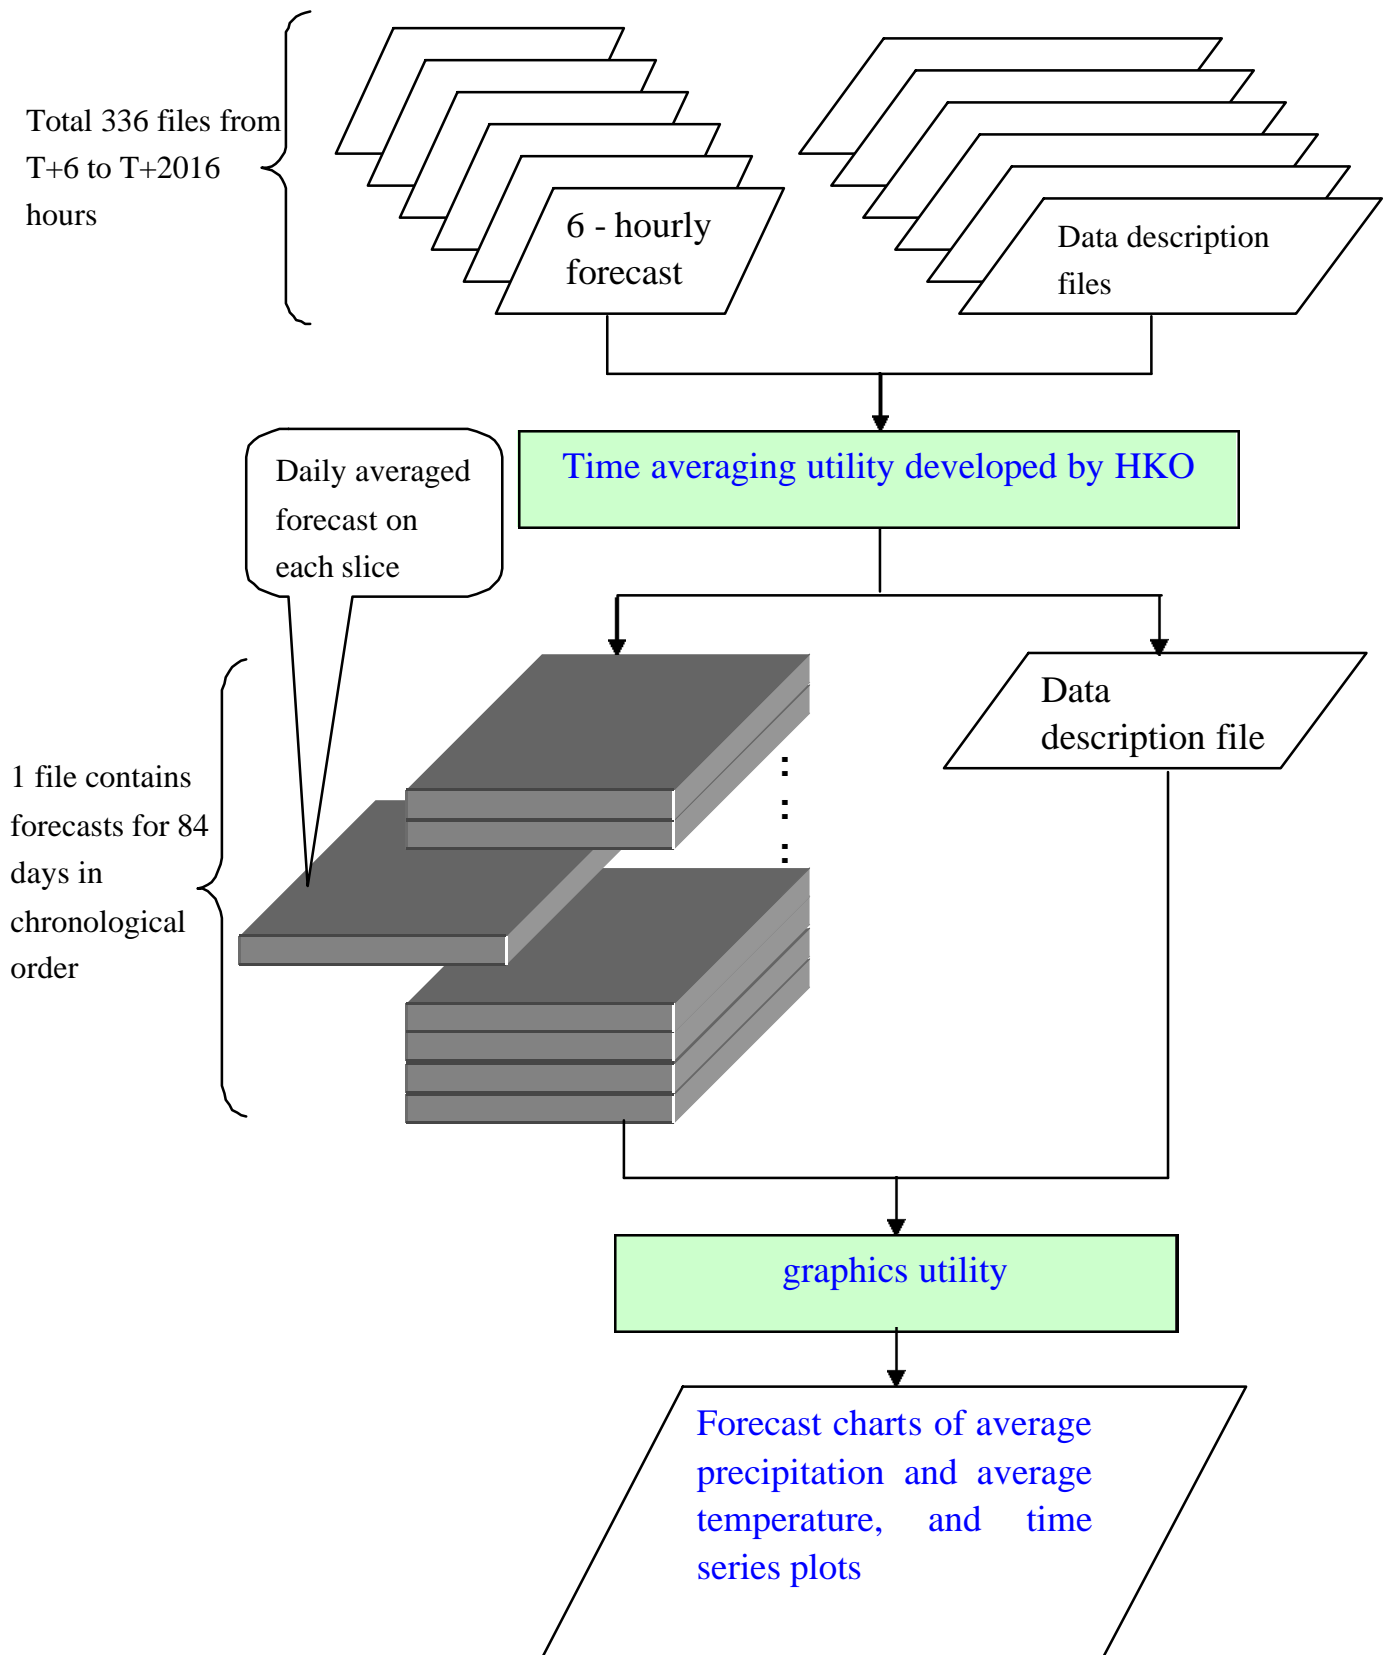 Total 336 files from
T+6 to T+2016
hours
6 - hourly
forecast
Data description
files
Time averaging utility developed by HKO
Daily averaged
forecast on
each slice
Data
description file
1 file contains
forecasts for 84
days in
chronological
order
graphics utility
Forecast charts of average
precipitation and average
temperature, and time
series plots